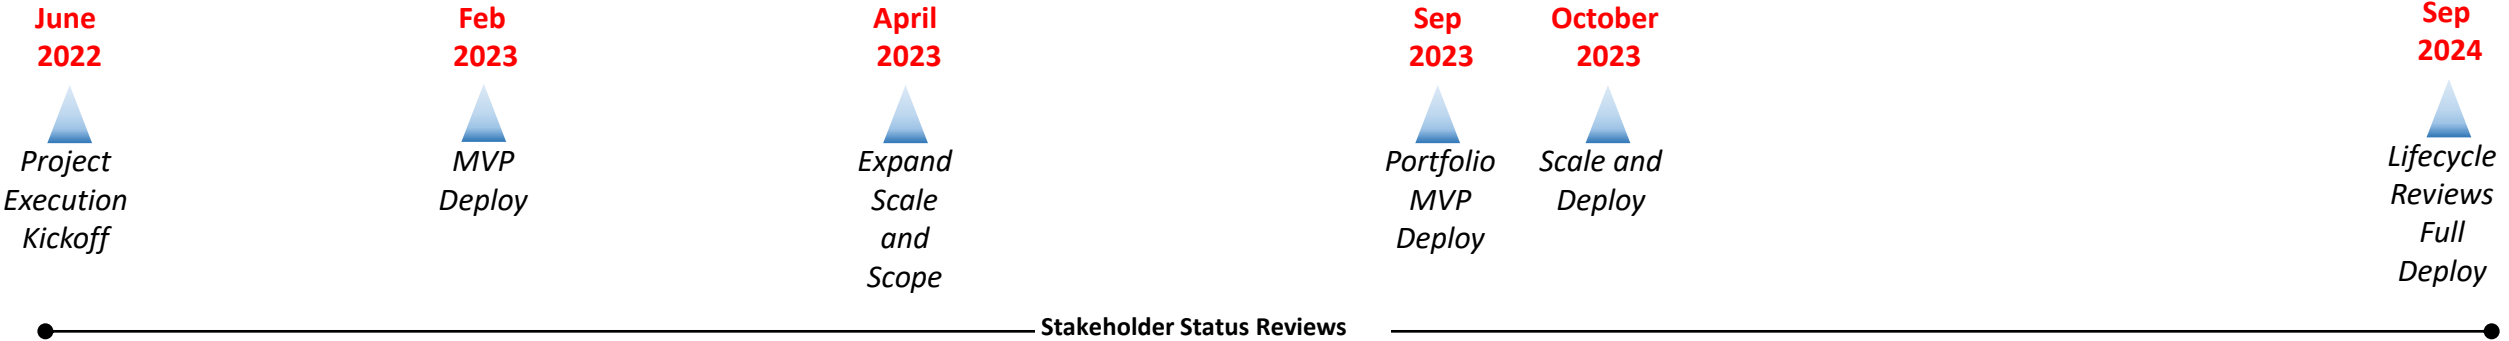 June
2022
Feb
2023
April
2023
Sep
2023
October
2023
Sep
2024
Project
Execution
Kickoff
MVP
Deploy
Expand
Scale
and
Scope
Portfolio
MVP
Deploy
Scale and
Deploy
Lifecycle
Reviews
Full
Deploy
Stakeholder Status Reviews